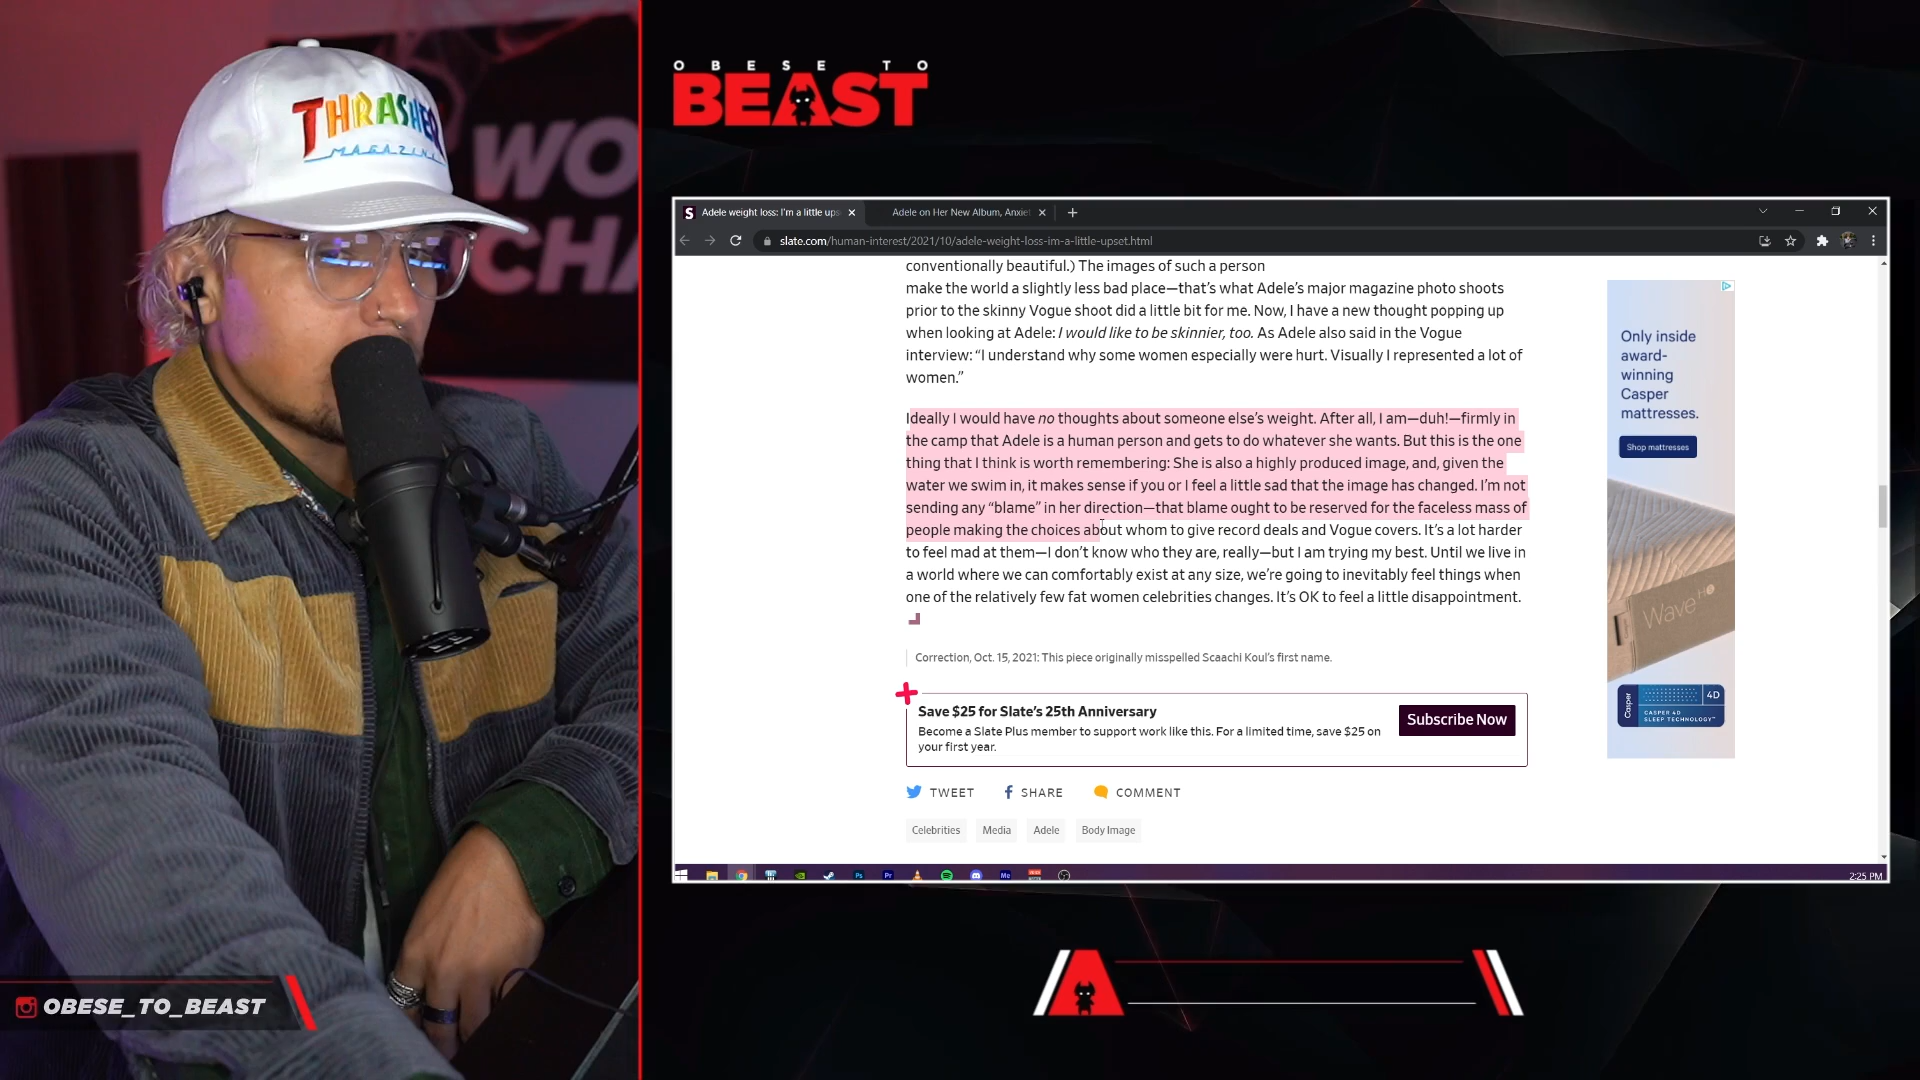 THRASHER
MAGAZINE
WO
CHA
OBESE_TO_BEAST
OBESE TO
BEAST
Adele weight loss: I'm a little ups
Adele on Her New Album, Anxie
slate.com/human-interest/2021/10/adele-weight-loss-im-a-little-upset.html
conventionally beautiful.) The images of such a person
make the world a slightly less bad place—that's what Adele's major magazine photo shoots
prior to the skinny Vogue shoot did a little bit for me. Now, I have a new thought popping up
when looking at Adele: I would like to be skinnier, too. As Adele also said in the Vogue
interview: “I understand why some women especially were hurt. Visually I represented a lot of
women.”
Ideally I would have no thoughts about someone else's weight. After all, I am—duh!—firmly in
the camp that Adele is a human person and gets to do whatever she wants. But this is the one
thing that I think is worth remembering: She is also a highly produced image, and, given the
water we swim in, it makes sense if you or I feel a little sad that the image has changed. I'm not
sending any “blame” in her direction—that blame ought to be reserved for the faceless mass of
people making the choices about whom to give record deals and Vogue covers. It's a lot harder
to feel mad at them—I don't know who they are, really—but I am trying my best. Until we live in
a world where we can comfortably exist at any size, we're going to inevitably feel things when
one of the relatively few fat women celebrities changes. It's OK to feel a little disappointment.
Correction, Oct. 15, 2021: This piece originally misspelled Scaachi Koul's first name.
Save $25 for Slate's 25th Anniversary
Become a Slate Plus member to support work like this. For a limited time, save $25 on
your first year.
Subscribe Now
TWEET
SHARE
COMMENT
Celebrities
Media
Adele
Body Image
Only inside
award-
winning
Casper
mattresses.
Shop mattresses
Wave
Casper
4D
CASPER 4D
SLEEP TECHNOLOGY™
Ps
Pr
Me
2:25 PM